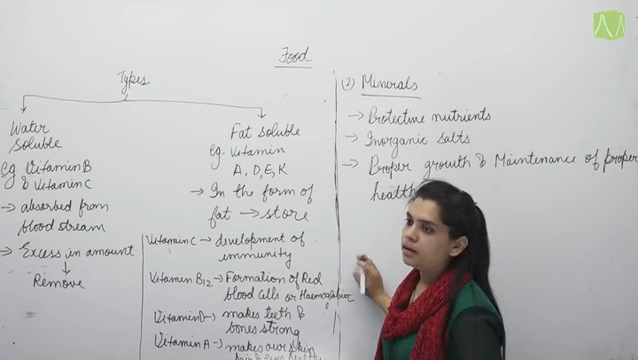 Food
Types
Water
Soluble
Eg Vitamin B
& Vitamin C
→ absorbed from
blood stream
→ Excess in amount
↓
Remove
Fat soluble
Eg. Vitamin
A, D, E, K
→ In the form of
fat → store
Vitamin C → development of
immunity
Vitamin B12 → Formation of Red
blood cells or Haemoglobin
Vitamin D → makes teeth &
bones strong
Vitamin A → makes our skin
(7) Minerals
→ Protective nutrients
→ Inorganic salts
→ Proper growth & Maintenance of proper
health